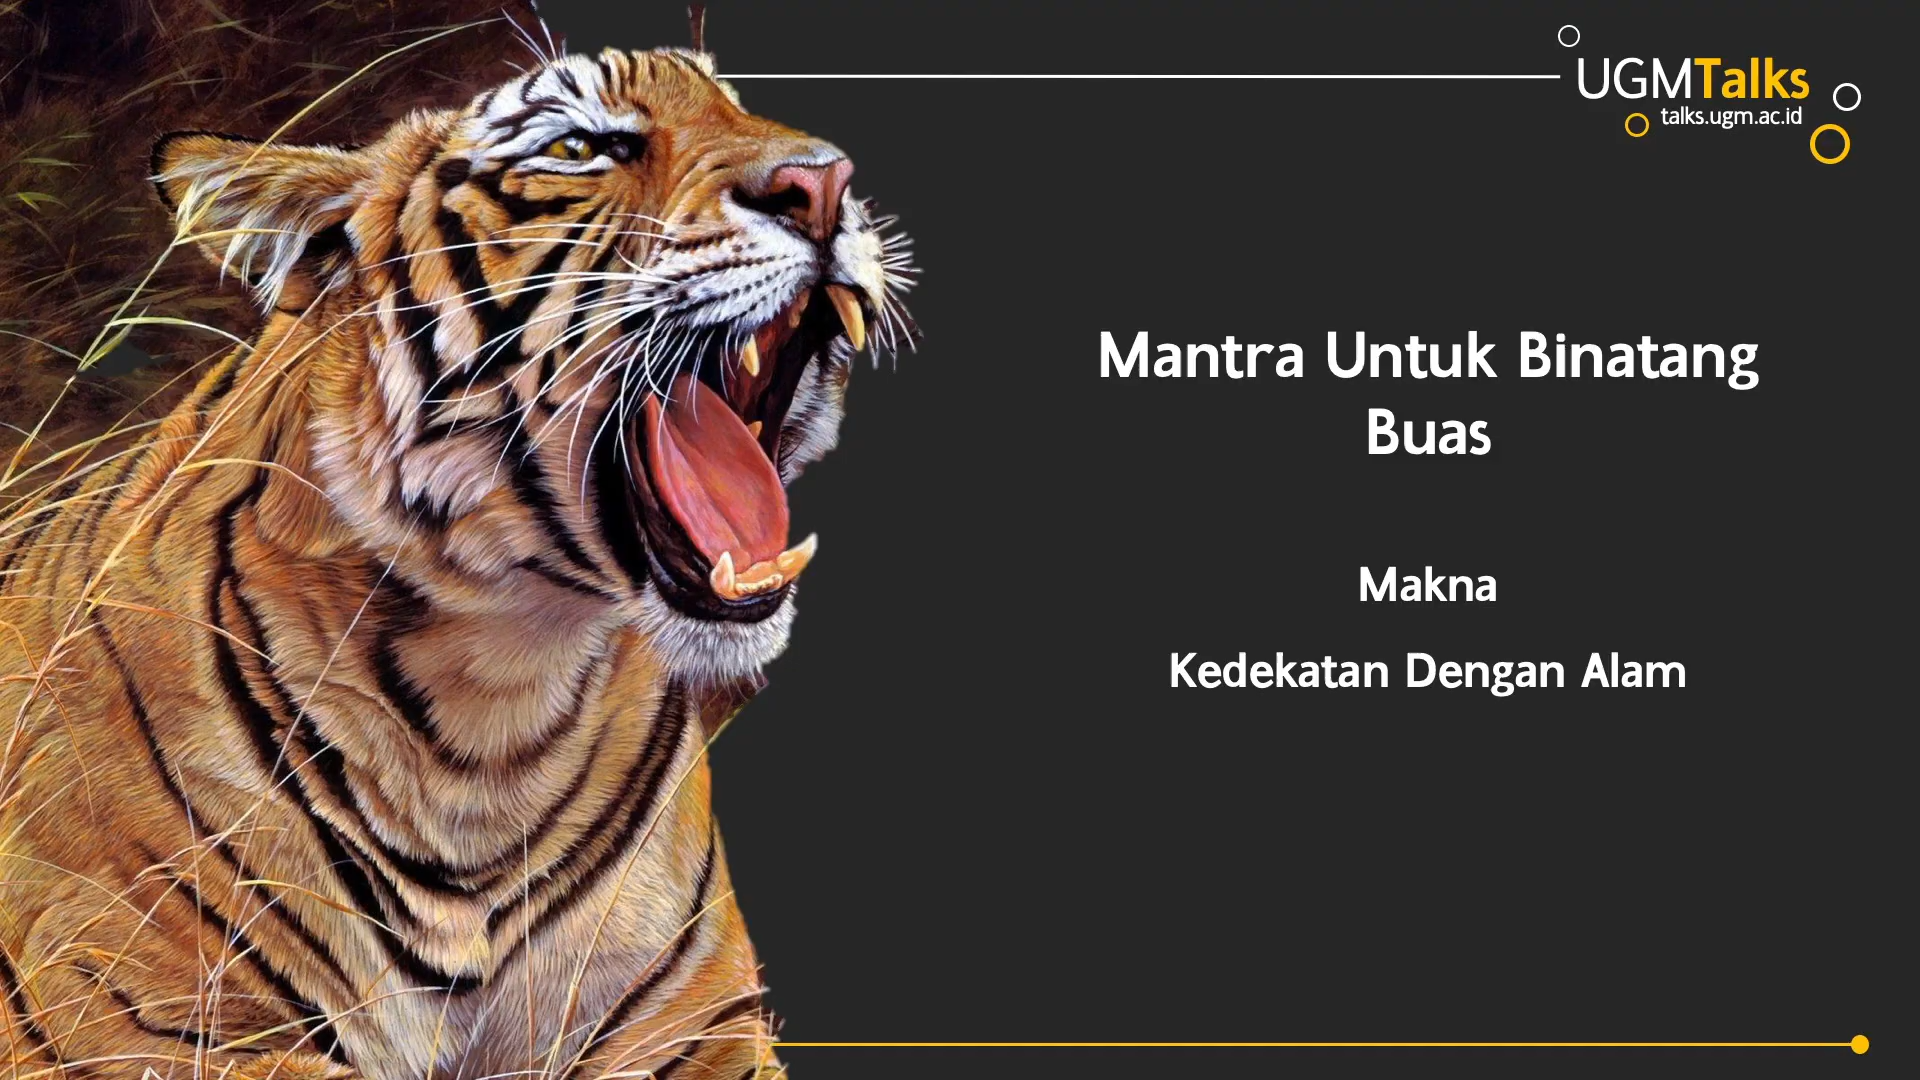 UGMTalks
talks.ugm.ac.id
Mantra Untuk Binatang
Buas
Makna
Kedekatan Dengan Alam